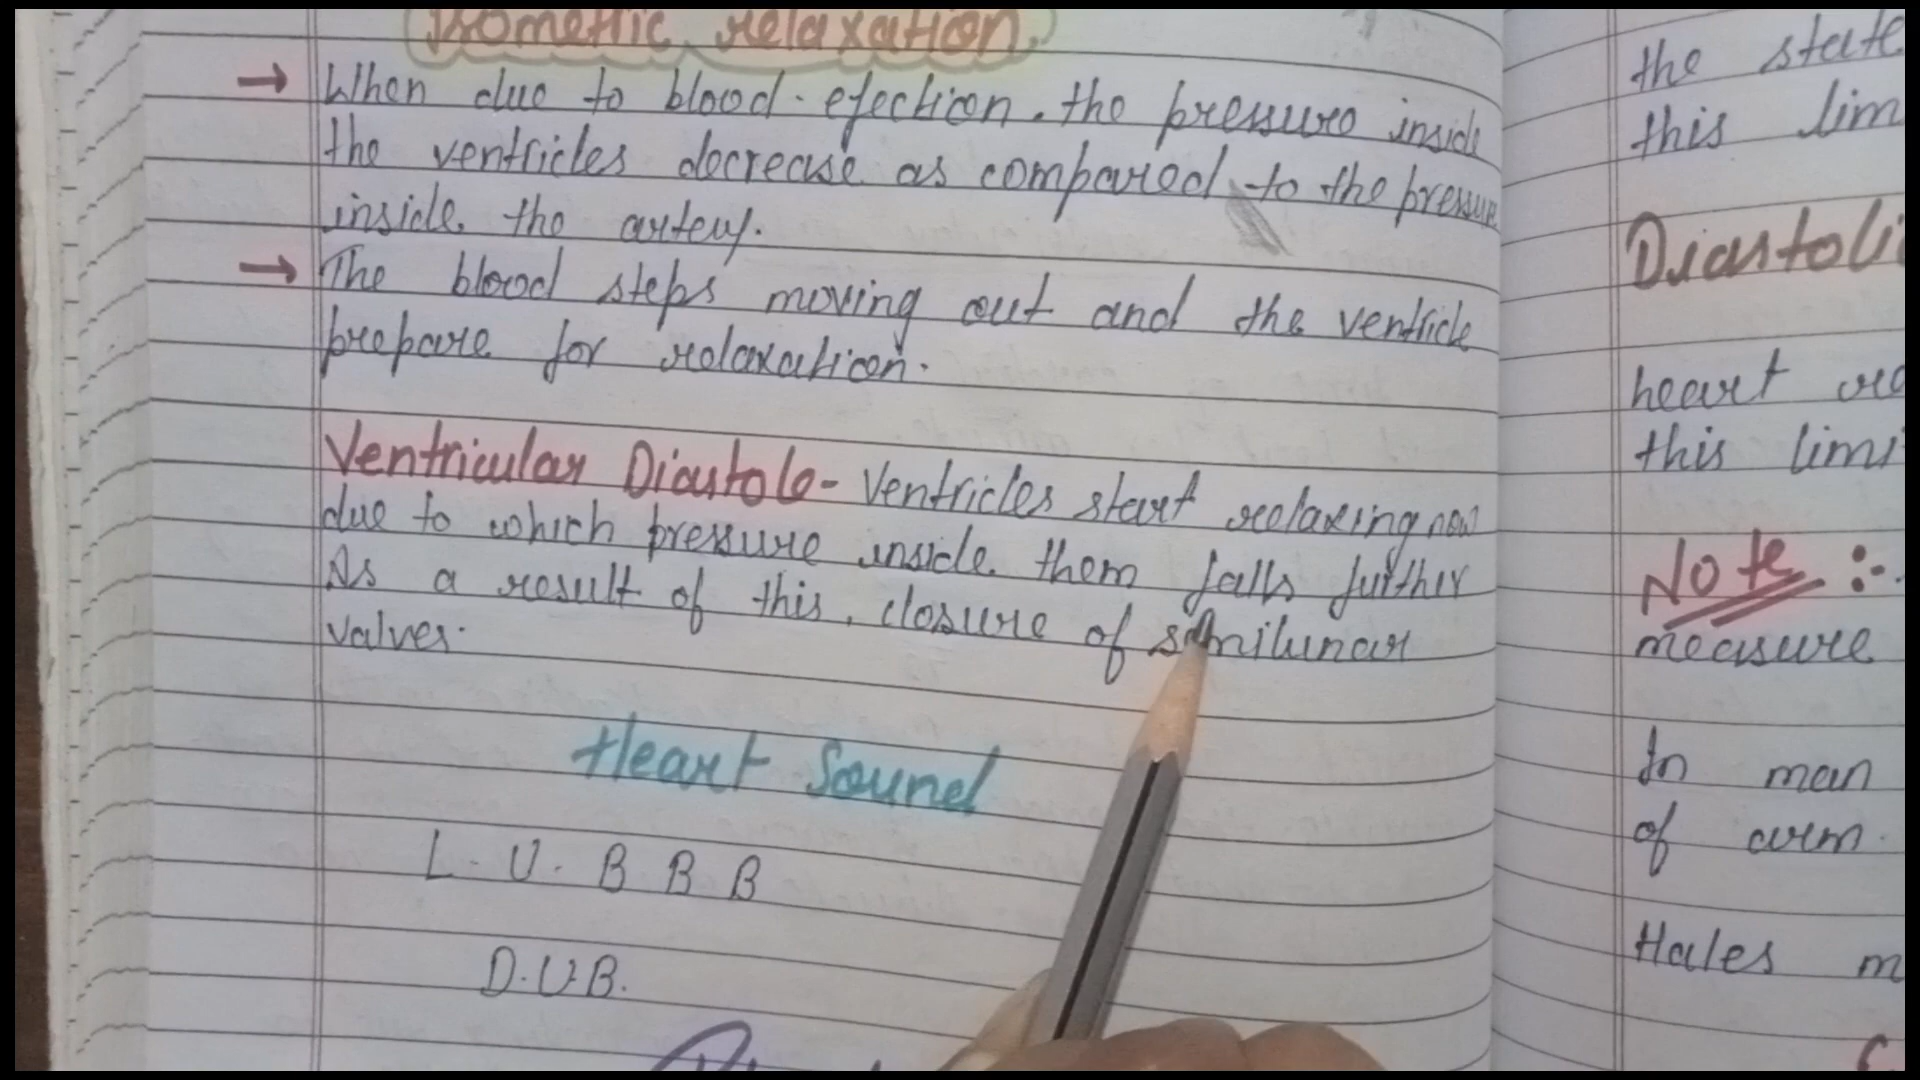 Isometric relaxation.
→ When due to blood ejection. the pressure inside
the ventricles decrease as compared to the pressure
inside the artery.
→ The blood steps moving out and the ventricle
prepare for relaxation.
Ventricular Diastole - Ventricles start relaxing now
due to which pressure inside them falls further
As a result of this, closure of semilunar
valves.
Heart Sound
L. U. B B B
D.U.B.
the state
this lim
Diastoli
heart re
this limi
Note :-
measure
In man
of arm.
Hales m